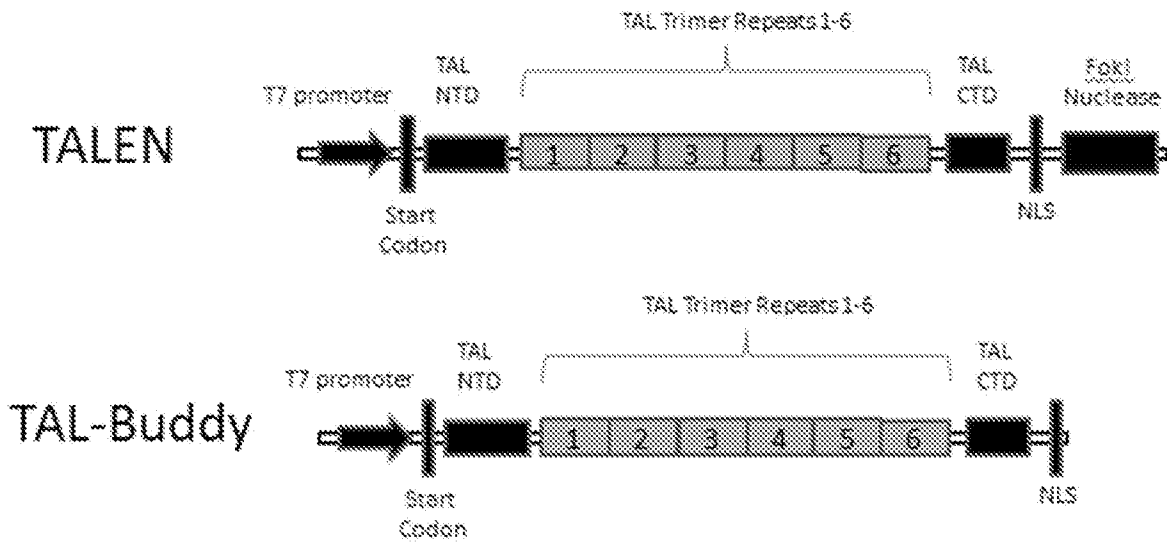 TAL Trimer Repeats 1-6
TAL
NTD
TAL
CTD
FokI
Nuclease
T7 promoter
TALEN
1 2 3 4 5 6
Start
Codon
NLS
TAL Trimer Repeats 1-6
TAL
NTD
TAL
CTD
T7 promoter
TAL-Buddy
1 2 3 4 5 6
Start
Codon
NLS